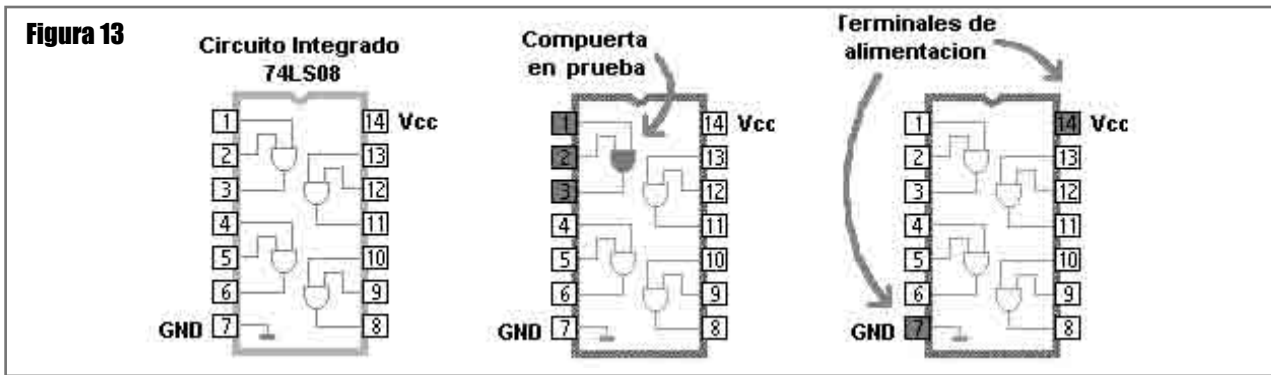 Figura 13
Circuito Integrado
74LS08
1
2
3
4
5
6
GND 7
14 Vcc
13
12
11
10
9
8
Compuerta
en prueba
1
2
3
4
5
6
GND 7
14 Vcc
13
12
11
10
9
8
Terminales de
alimentacion
1
2
3
4
5
6
GND 7
14 Vcc
13
12
11
10
9
8